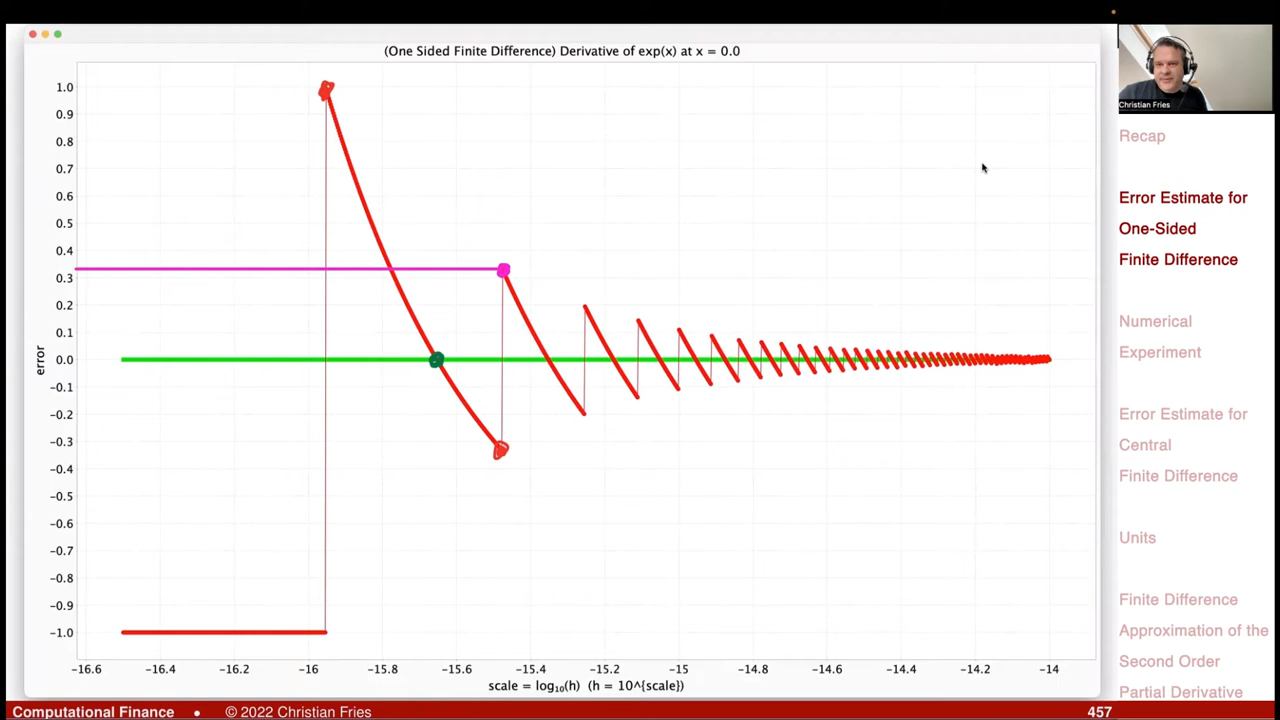 (One Sided Finite Difference) Derivative of exp(x) at x = 0.0
1.0
0.9
0.8
0.7
0.6
0.5
0.4
0.3
0.2
0.1
0.0
−0.1
−0.2
−0.3
−0.4
−0.5
−0.6
−0.7
−0.8
−0.9
−1.0
error
−16.6 −16.4 −16.2 −16 −15.8 −15.6 −15.4 −15.2 −15 −14.8 −14.6 −14.4 −14.2 −14
scale = log₁₀(h) (h = 10^{scale})
Christian Fries
Recap
Error Estimate for
One-Sided
Finite Difference
Numerical
Experiment
Error Estimate for
Central
Finite Difference
Units
Finite Difference
Approximation of the
Second Order
Partial Derivative
Computational Finance • © 2022 Christian Fries 457